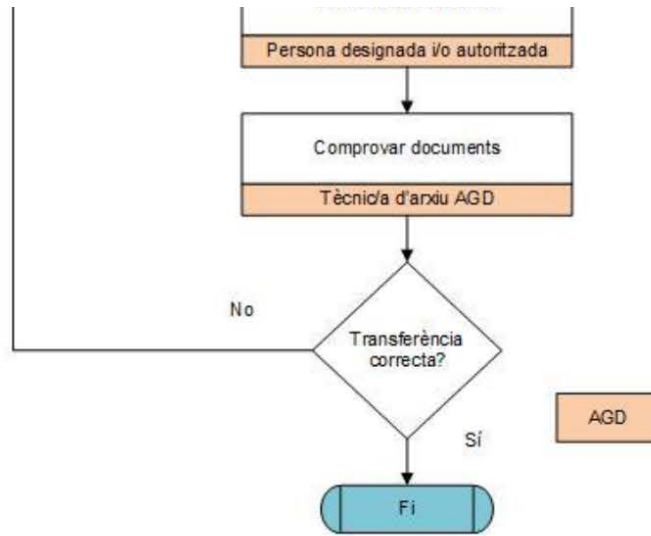 Persona designada i/o autoritzada
Comprovar documents
Tècnic/a d'arxiu AGD
No
Transferència
correcta?
AGD
Sí
Fi